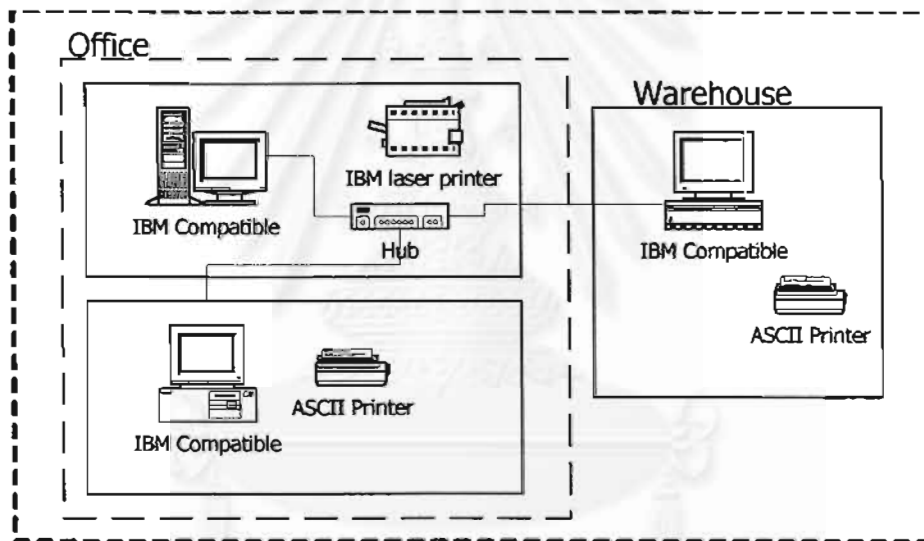 Office
Warehouse
IBM laser printer
IBM Compatible
Hub
IBM Compatible
ASCII Printer
ASCII Printer
IBM Compatible